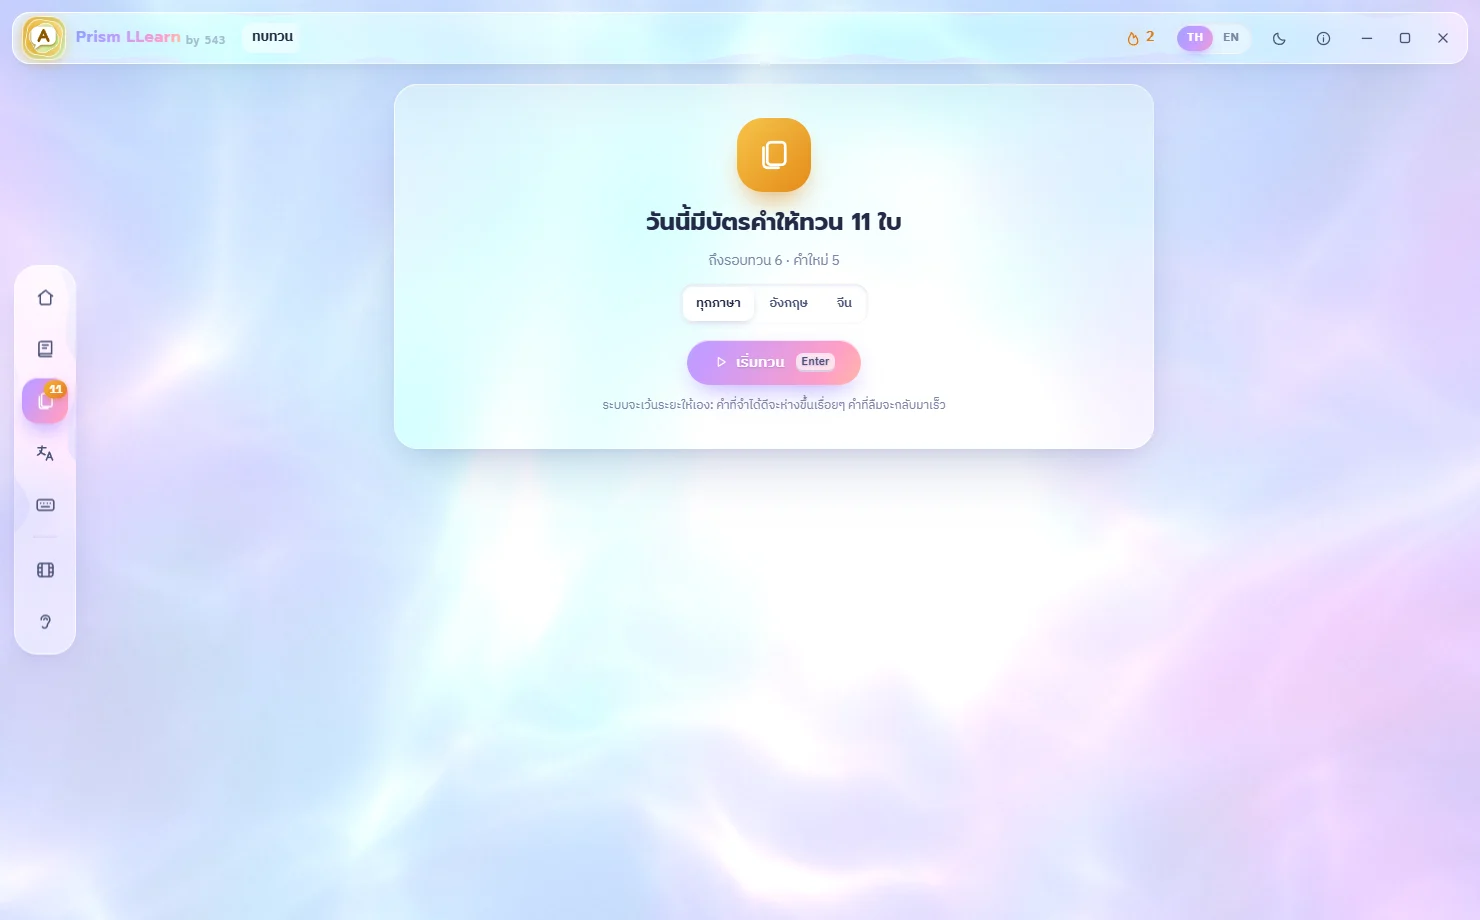 Prism LLearn by 543
ทบทวน
2
TH
EN
วันนี้มีบัตรคำให้ทวน 11 ใบ
ถึงรอบทวน 6 · คำใหม่ 5
ทุกภาษา
อังกฤษ
จีน
เริ่มทวน
Enter
ระบบจะเว้นระยะให้เอง: คำที่จำได้ดีจะห่างขึ้นเรื่อยๆ คำที่ลืมจะกลับมาเร็ว
11